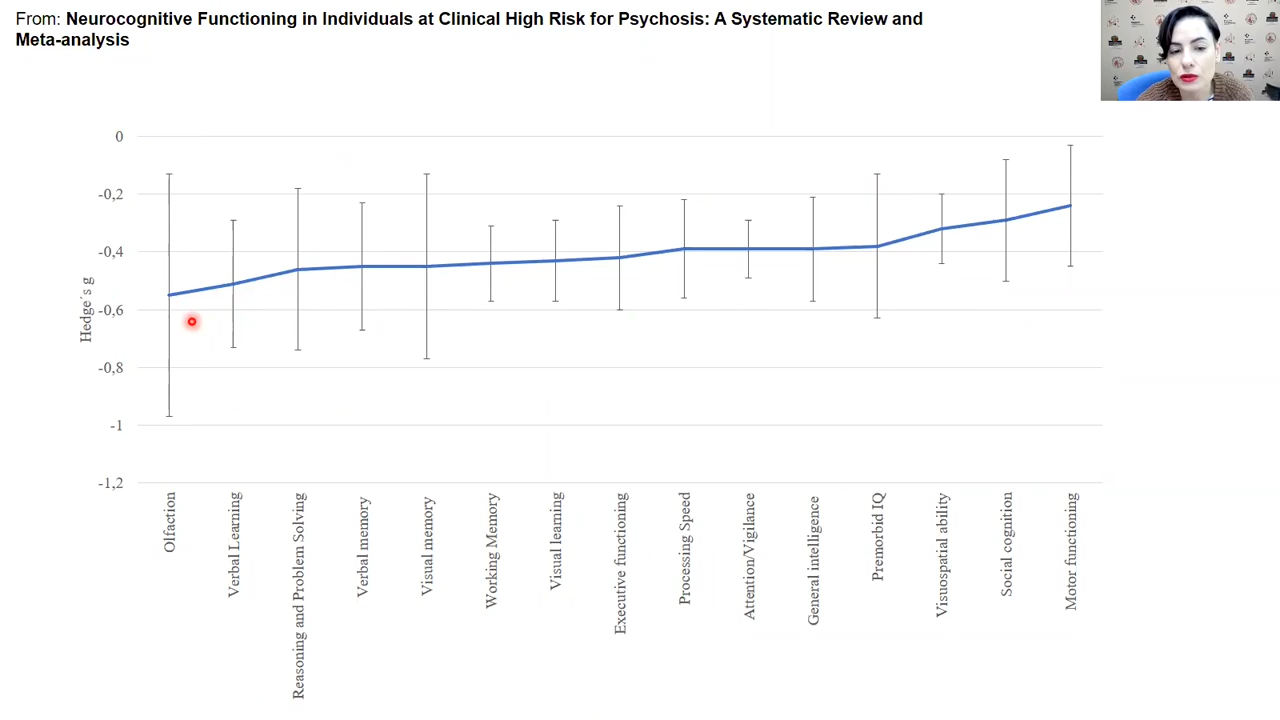 From: Neurocognitive Functioning in Individuals at Clinical High Risk for Psychosis: A Systematic Review and
Meta-analysis
0
-0,2
-0,4
-0,6
-0,8
-1
-1,2
Hedge´s g
Olfaction
Verbal Learning
Reasoning and Problem Solving
Verbal memory
Visual memory
Working Memory
Visual learning
Executive functioning
Processing Speed
Attention/Vigilance
General intelligence
Premorbid IQ
Visuospatial ability
Social cognition
Motor functioning